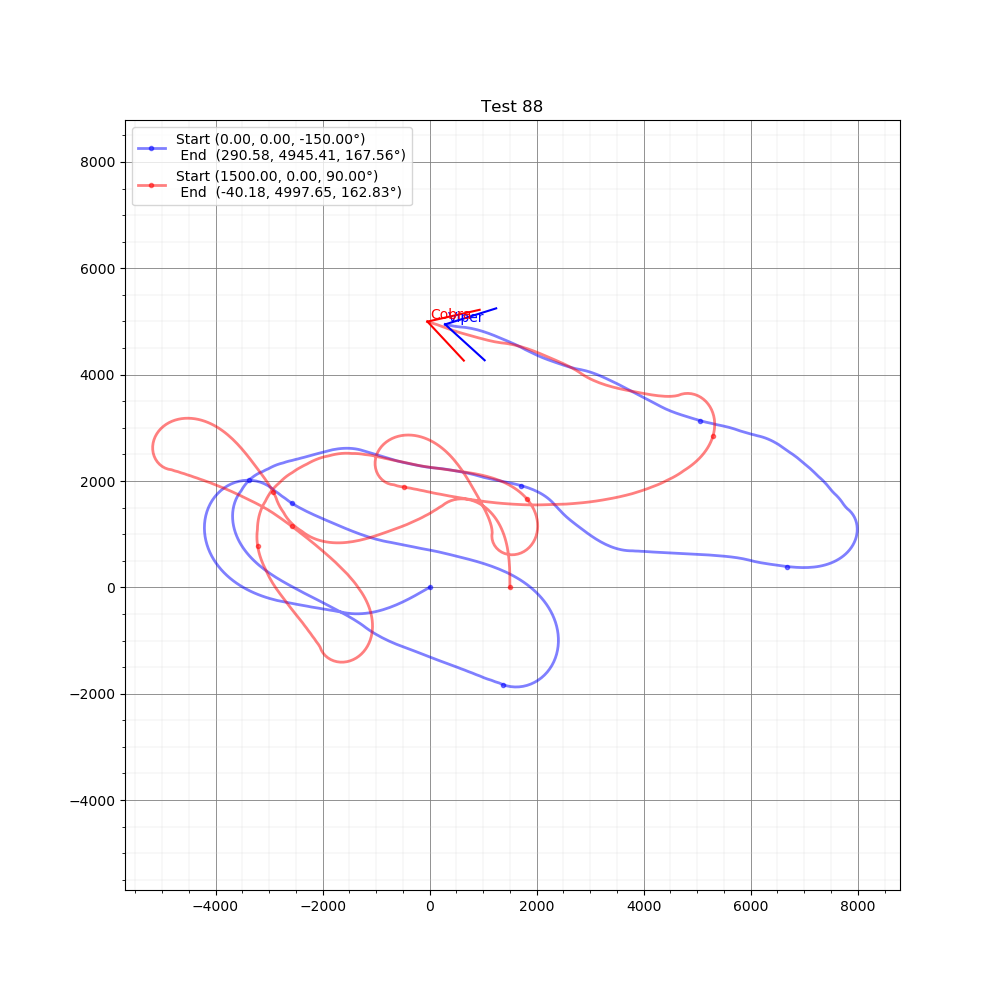 Test 88
Start (0.00, 0.00, -150.00°)
End (290.58, 4945.41, 167.56°)
Start (1500.00, 0.00, 90.00°)
End (-40.18, 4997.65, 162.83°)
8000
6000
4000
2000
0
−2000
−4000
Cobra
Viper
−4000 −2000 0 2000 4000 6000 8000